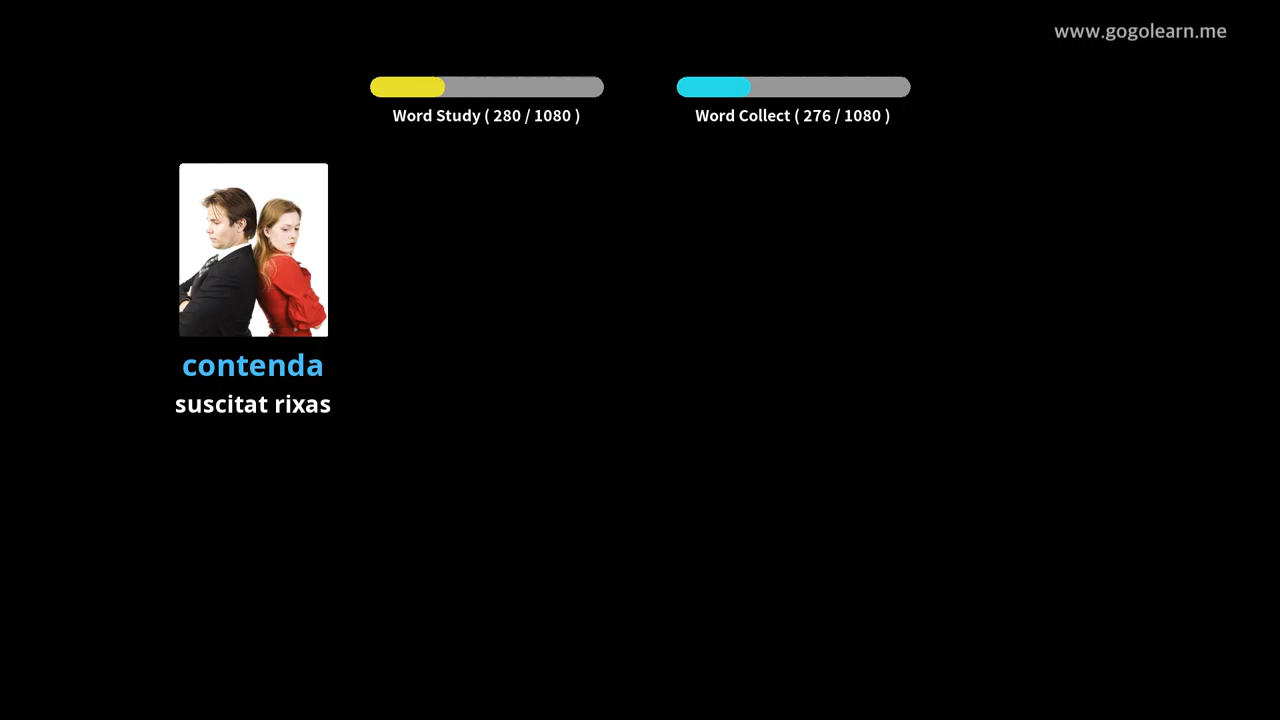 www.gogolearn.me
Word Study ( 280 / 1080 )
Word Collect ( 276 / 1080 )
contenda
suscitat rixas